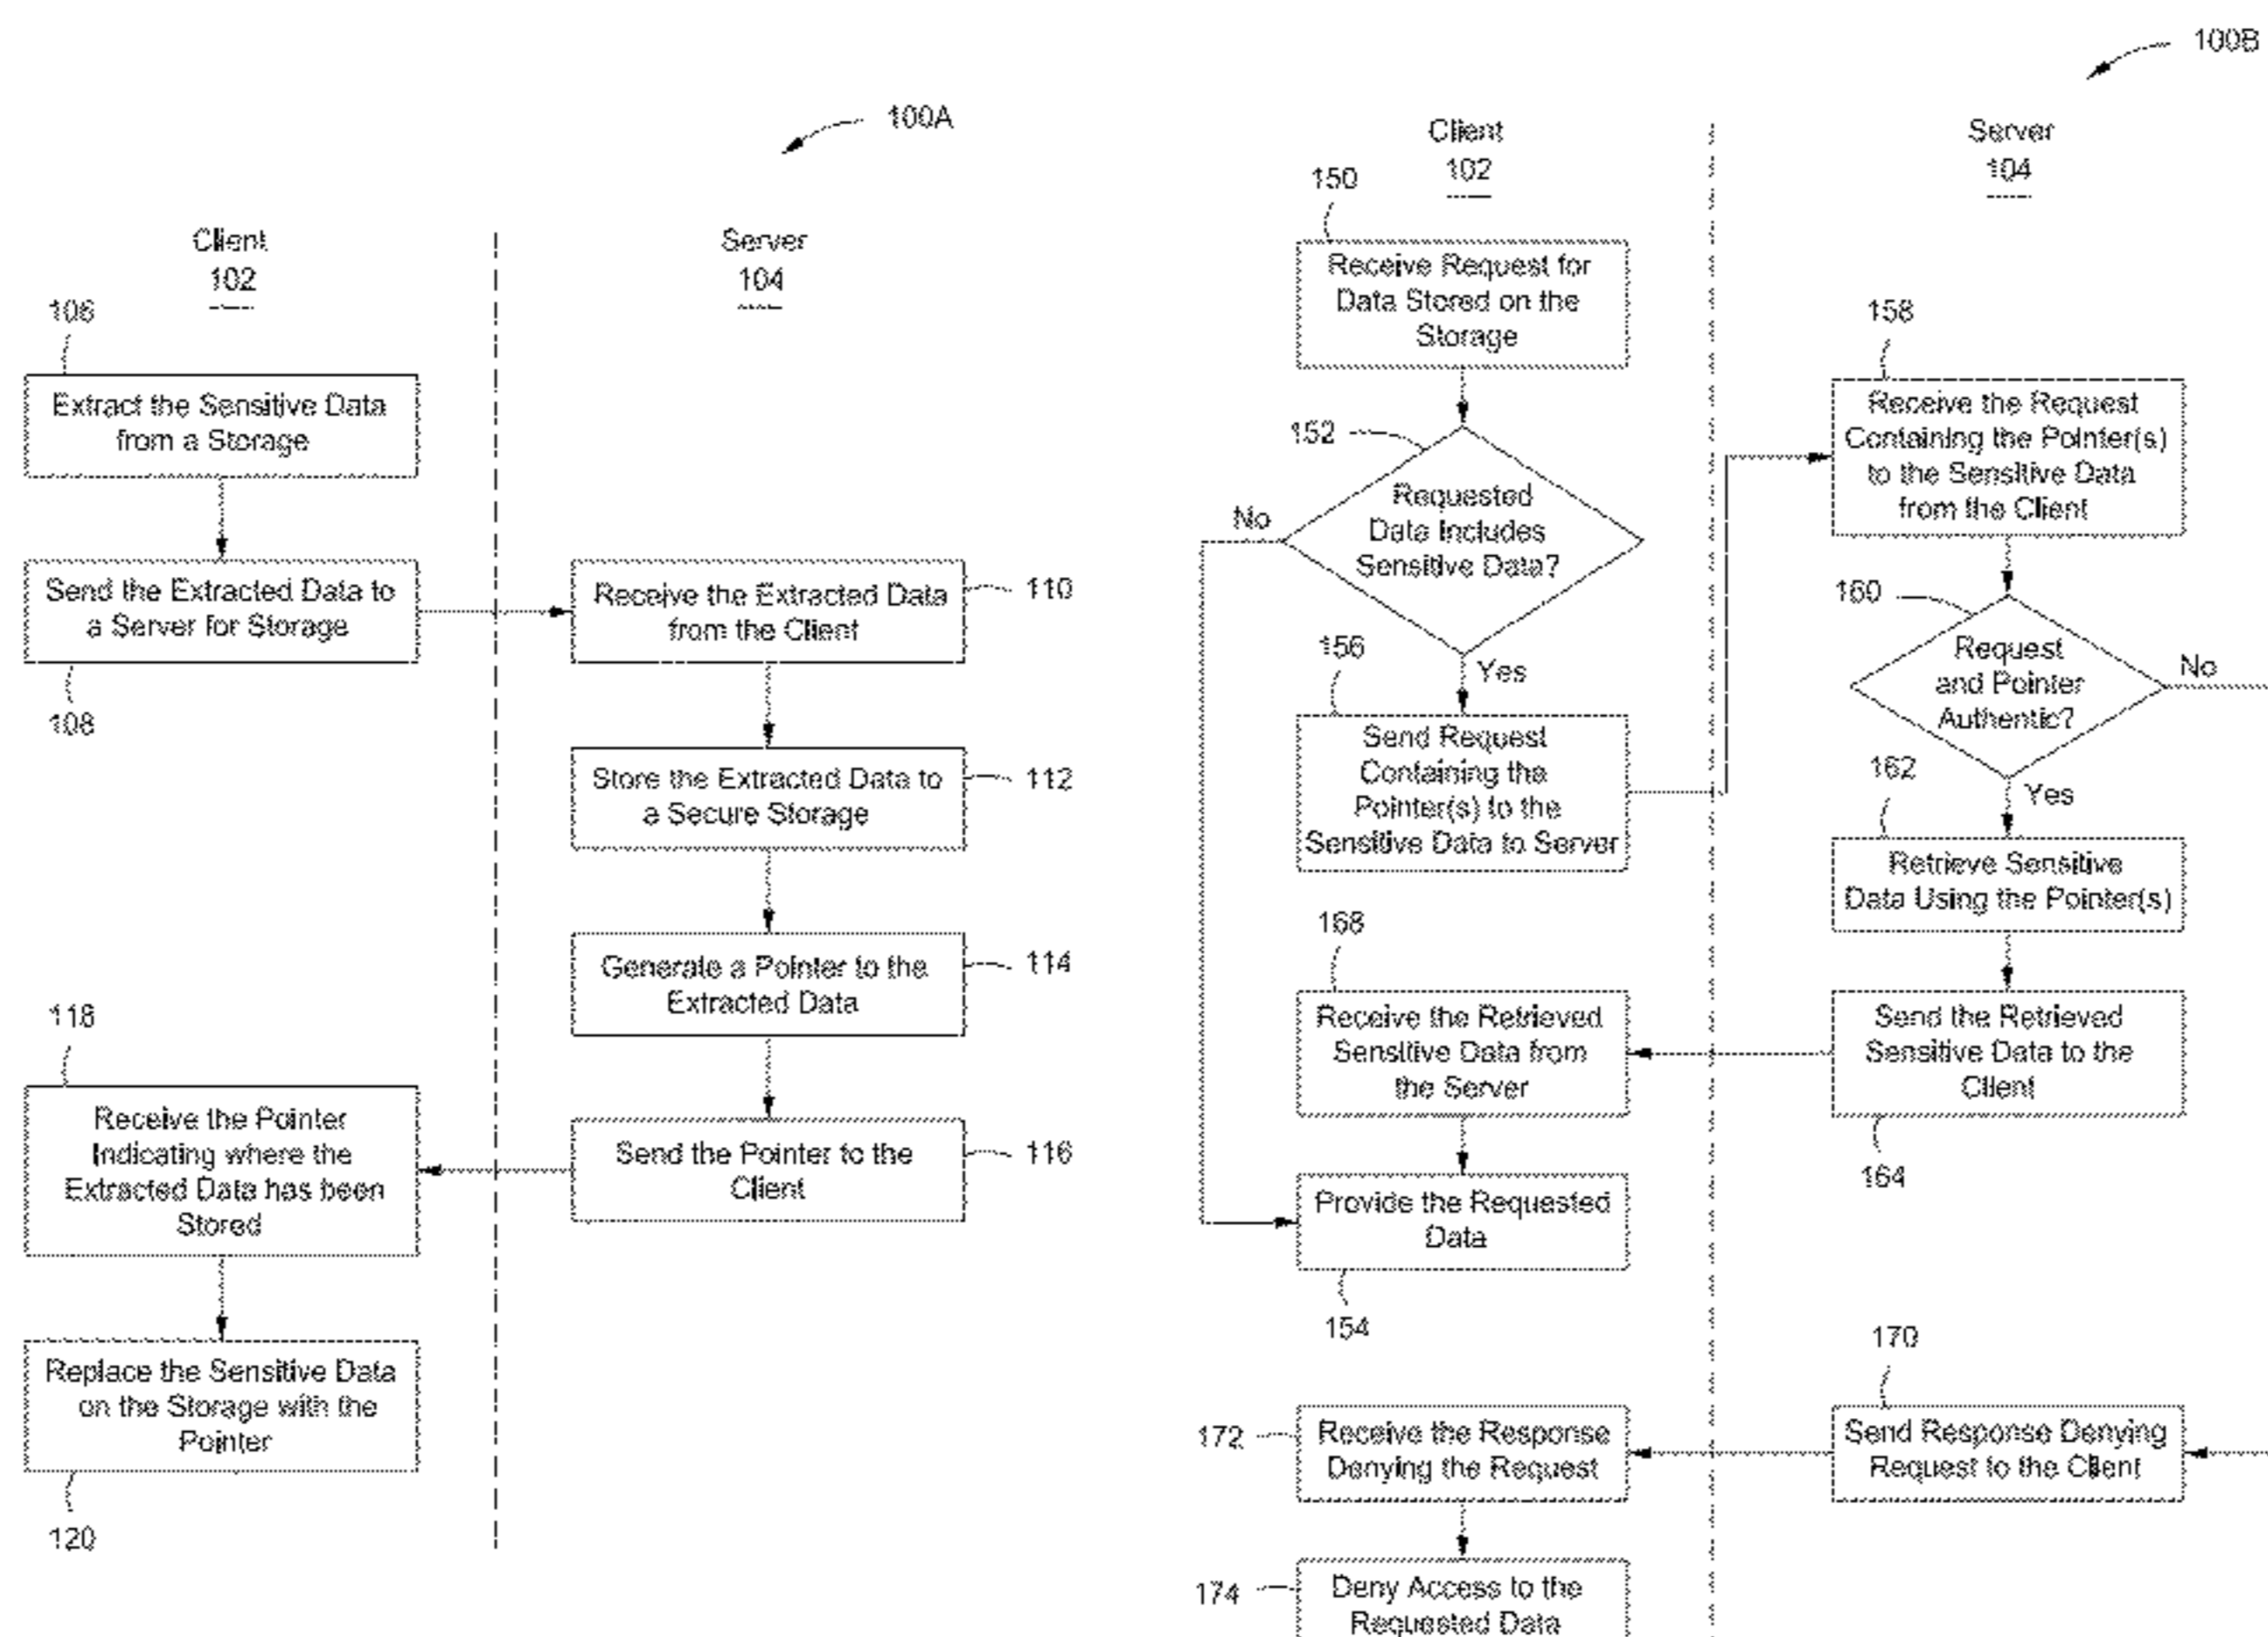 100A
Client
102
Server
104
106
Extract the Sensitive Data
from a Storage
Send the Extracted Data to
a Server for Storage
108
Receive the Extracted Data
from the Client
110
Store the Extracted Data to
a Secure Storage
112
Generate a Pointer to the
Extracted Data
114
Send the Pointer to the
Client
116
118
Receive the Pointer
Indicating where the
Extracted Data has been
Stored
Replace the Sensitive Data
on the Storage with the
Pointer
120
100B
Client
102
Server
104
150
Receive Request for
Data Stored on the
Storage
152
Requested
Data Includes
Sensitive Data?
No
Yes
156
Send Request
Containing the
Pointer(s) to the
Sensitive Data to Server
158
Receive the Request
Containing the Pointer(s)
to the Sensitive Data
from the Client
160
Request
and Pointer
Authentic?
No
Yes
162
Retrieve Sensitive
Data Using the Pointer(s)
Send the Retrieved
Sensitive Data to the
Client
164
168
Receive the Retrieved
Sensitive Data from
the Server
Provide the Requested
Data
154
170
Send Response Denying
Request to the Client
172
Receive the Response
Denying the Request
174
Deny Access to the
Requested Data